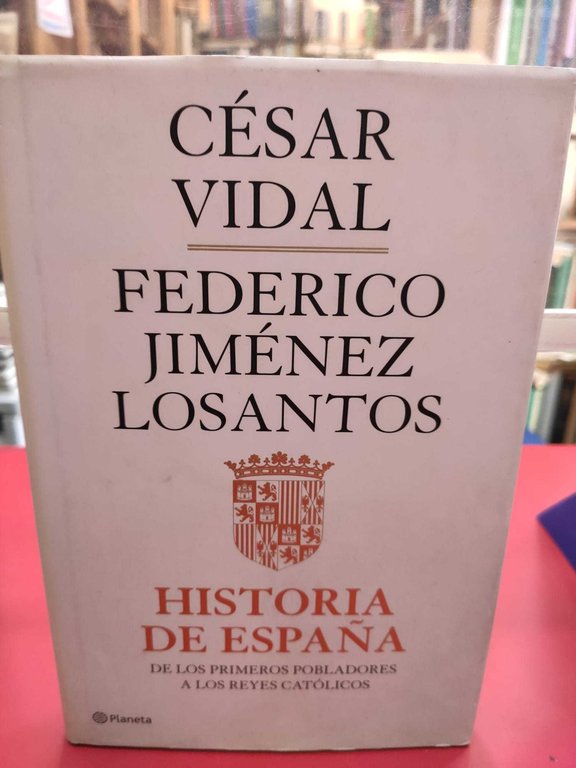 CÉSAR
VIDAL
FEDERICO
JIMÉNEZ
LOSANTOS
HISTORIA
DE ESPAÑA
DE LOS PRIMEROS POBLADORES
A LOS REYES CATÓLICOS
Planeta